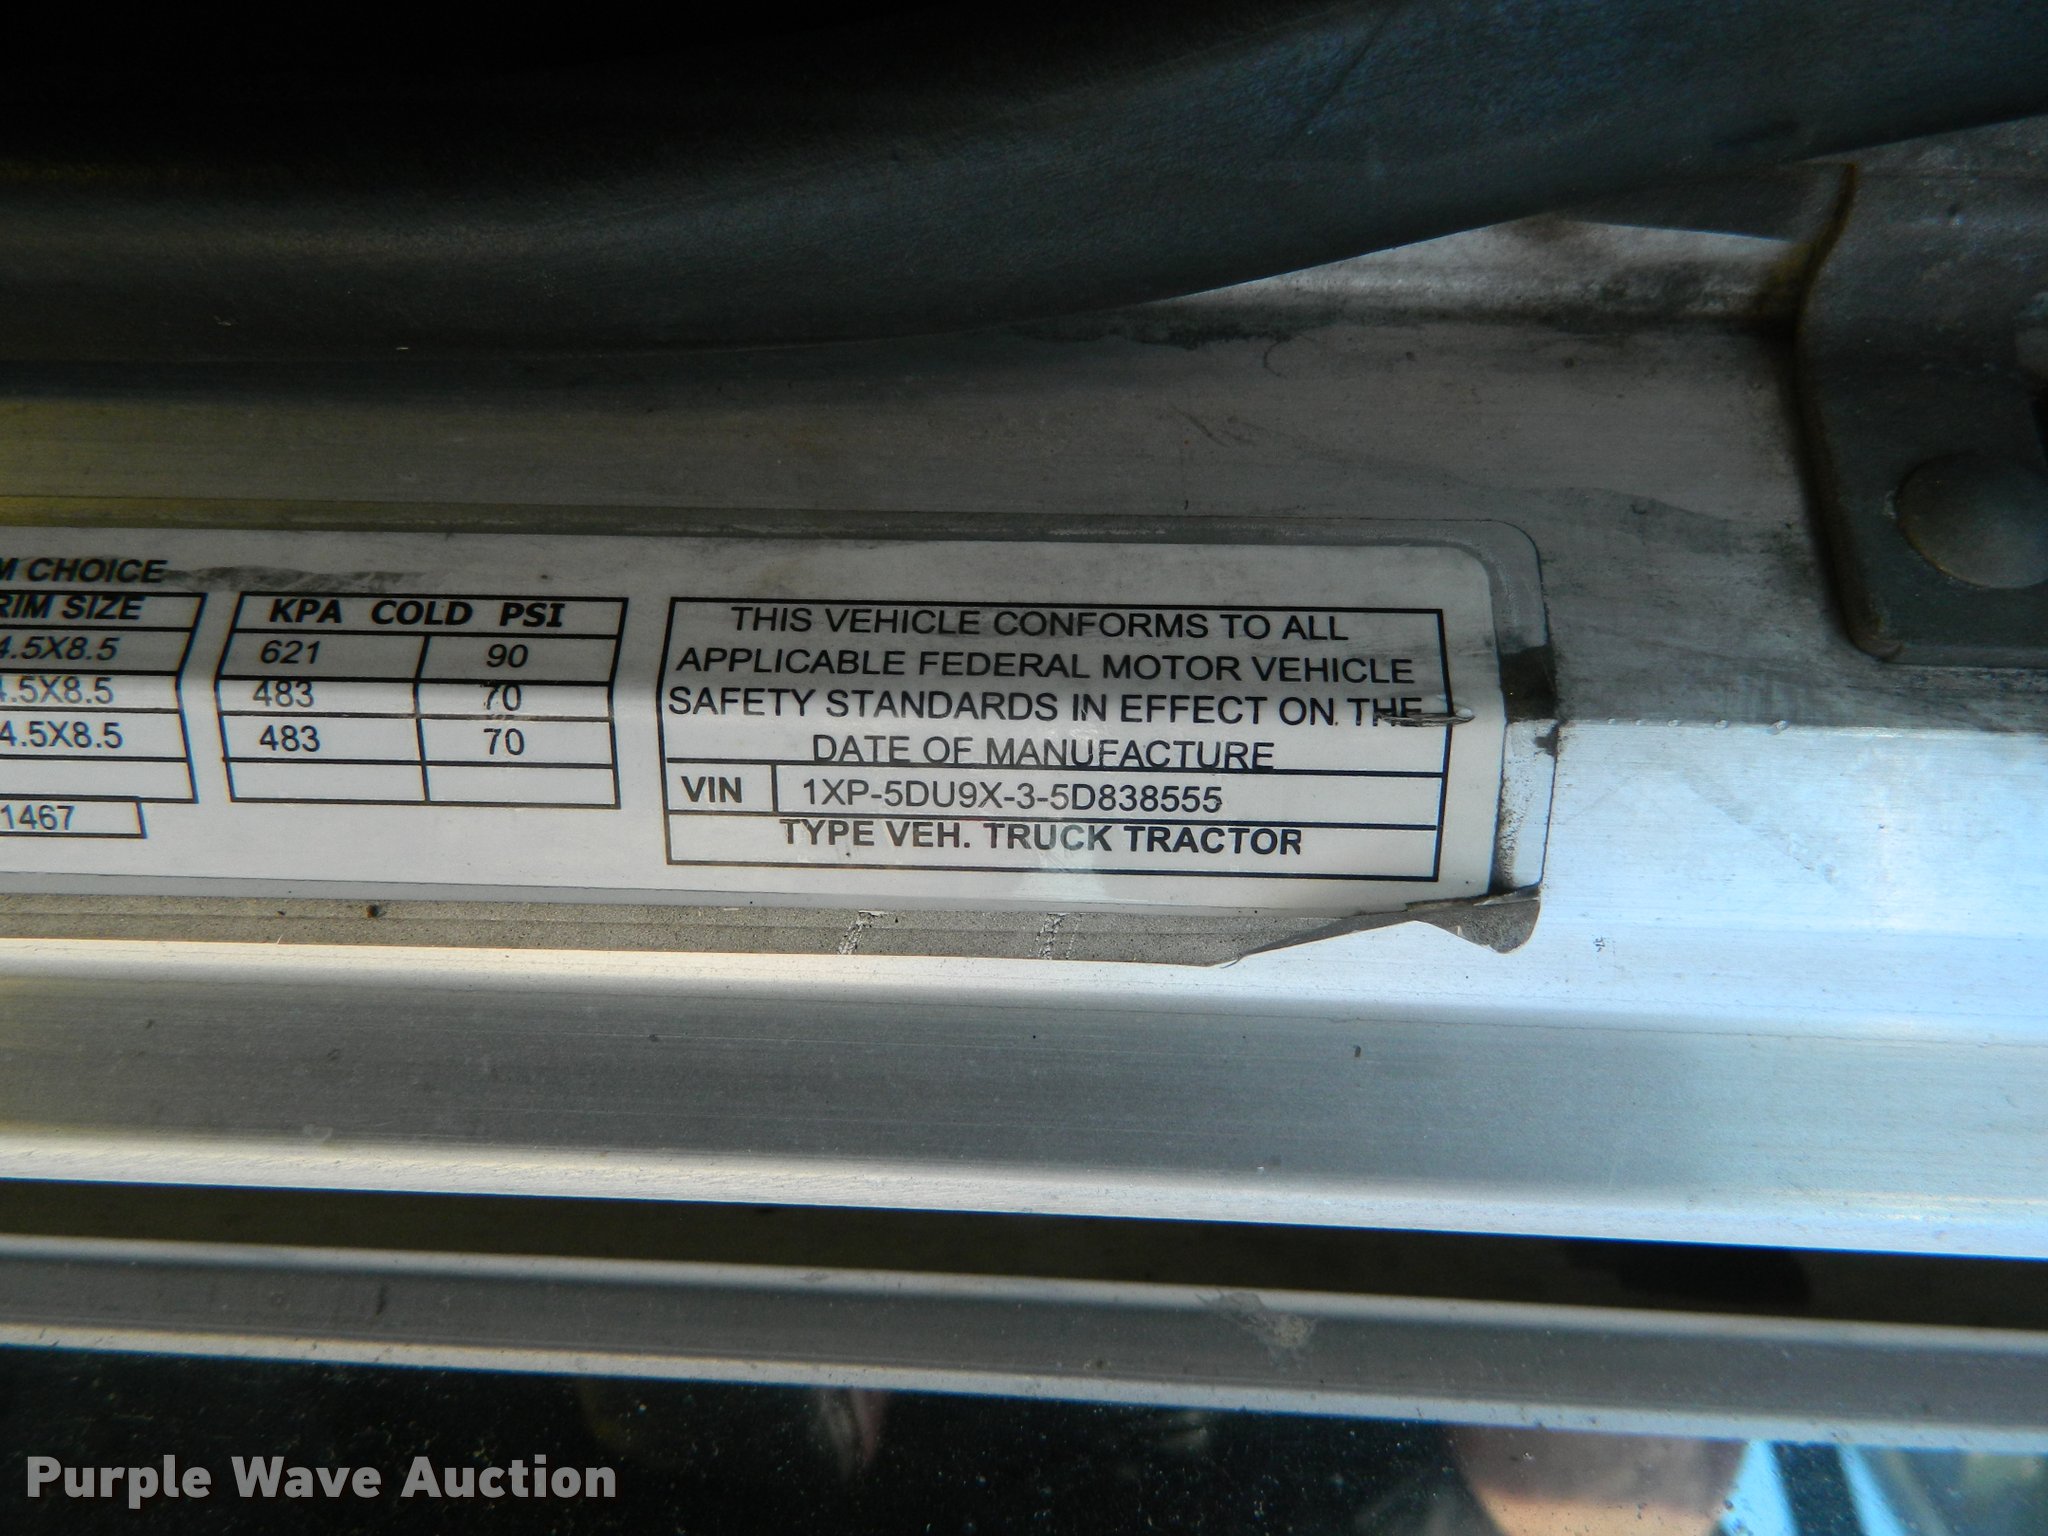 M CHOICE
RIM SIZE
4.5X8.5
4.5X8.5
4.5X8.5
1467
KPA COLD PSI
621 90
483 70
483 70
THIS VEHICLE CONFORMS TO ALL
APPLICABLE FEDERAL MOTOR VEHICLE
SAFETY STANDARDS IN EFFECT ON THE
DATE OF MANUFACTURE
VIN 1XP-5DU9X-3-5D838555
TYPE VEH. TRUCK TRACTOR
Purple Wave Auction